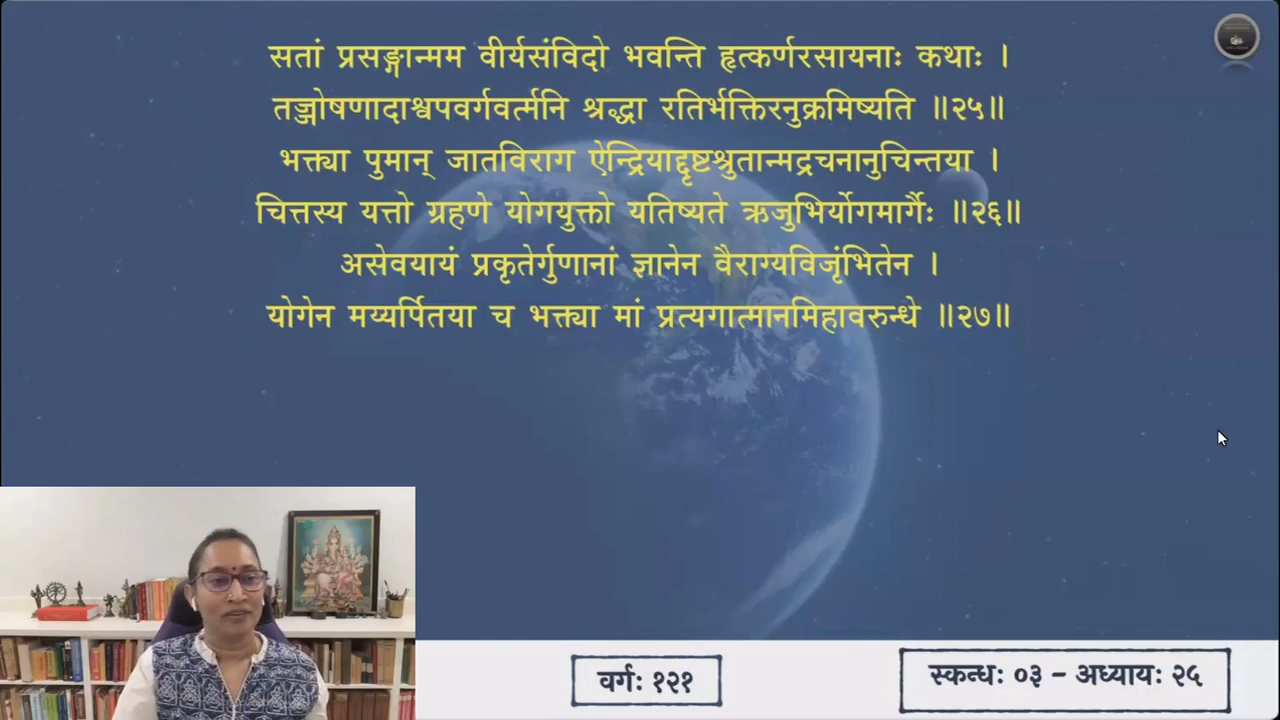 सतां प्रसङ्गान्मम वीर्यसंविदो भवन्ति हृत्कर्णरसायनाः कथाः ।
तज्जोषणादाश्वपवर्गवर्त्मनि श्रद्धा रतिर्भक्तिरनुक्रमिष्यति ॥२५॥
भक्त्या पुमान् जातविराग ऐन्द्रियाद्दृष्टश्रुतान्मद्रचनानुचिन्तया ।
चित्तस्य यत्तो ग्रहणे योगयुक्तो यतिष्यते ऋजुभिर्योगमार्गैः ॥२६॥
असेवयायं प्रकृतेर्गुणानां ज्ञानेन वैराग्यविजृंभितेन ।
योगेन मय्यर्पितया च भक्त्या मां प्रत्यगात्मानमिहावरुन्धे ॥२७॥
वर्गः १२१
स्कन्धः ०३ - अध्यायः २५